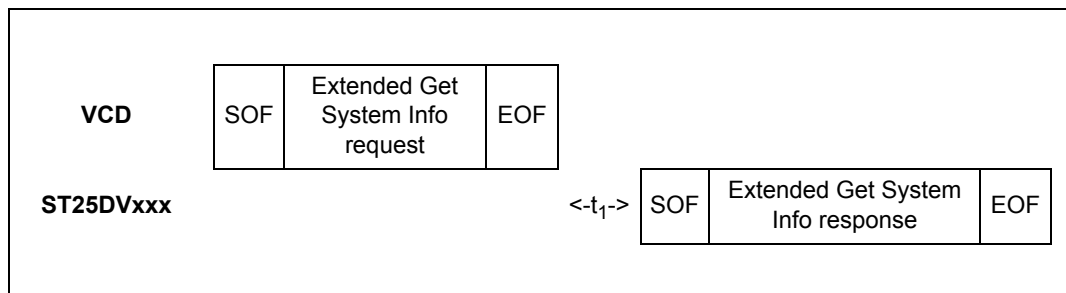 VCD
SOF
Extended Get
System Info
request
EOF
ST25DVxxx
<-t₁->
SOF
Extended Get System
Info response
EOF